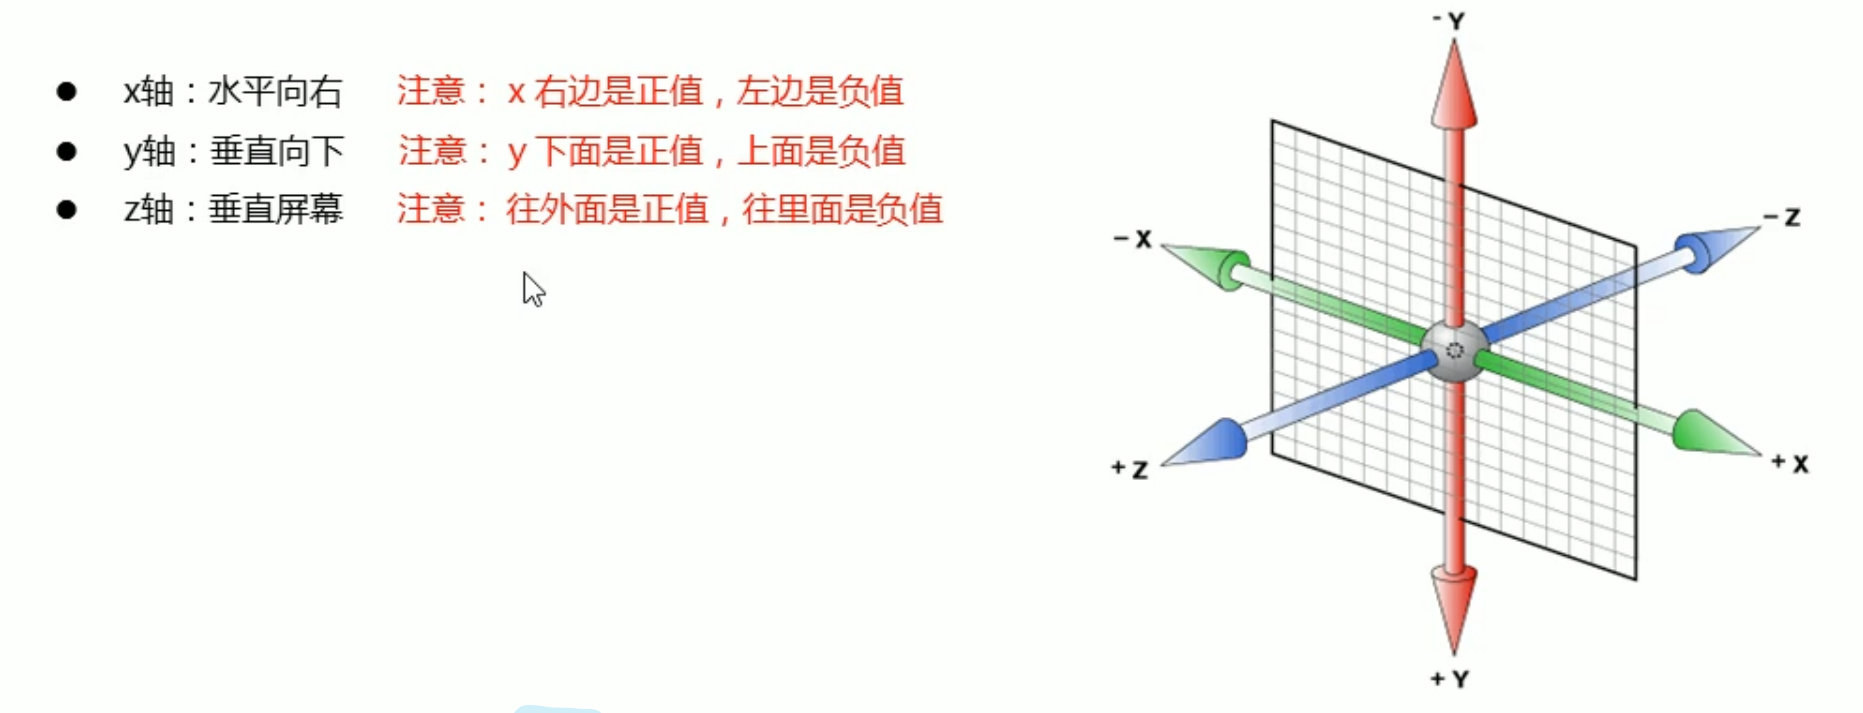 ● x轴：水平向右 注意： x 右边是正值，左边是负值
● y轴：垂直向下 注意： y 下面是正值，上面是负值
● z轴：垂直屏幕 注意： 往外面是正值，往里面是负值
- Y
- Z
- X
+ Z
+ X
+ Y